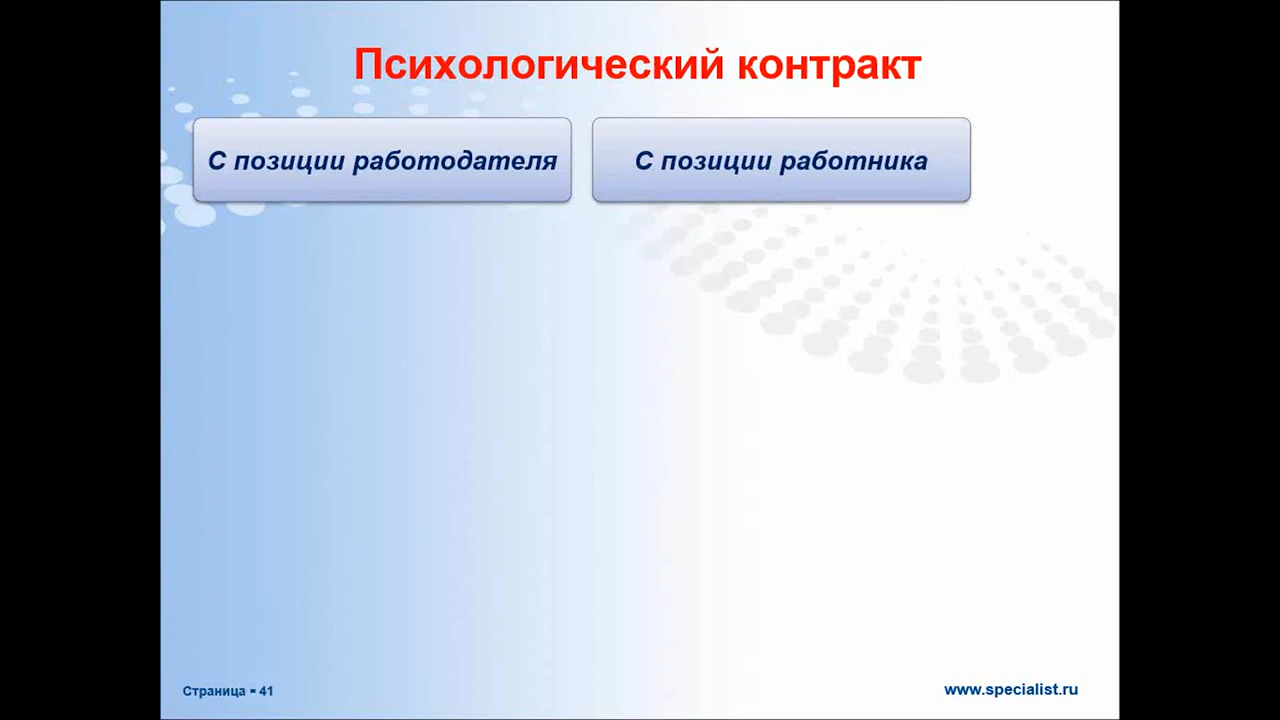 Психологический контракт
С позиции работодателя
С позиции работника
Страница ▪ 41
www.specialist.ru